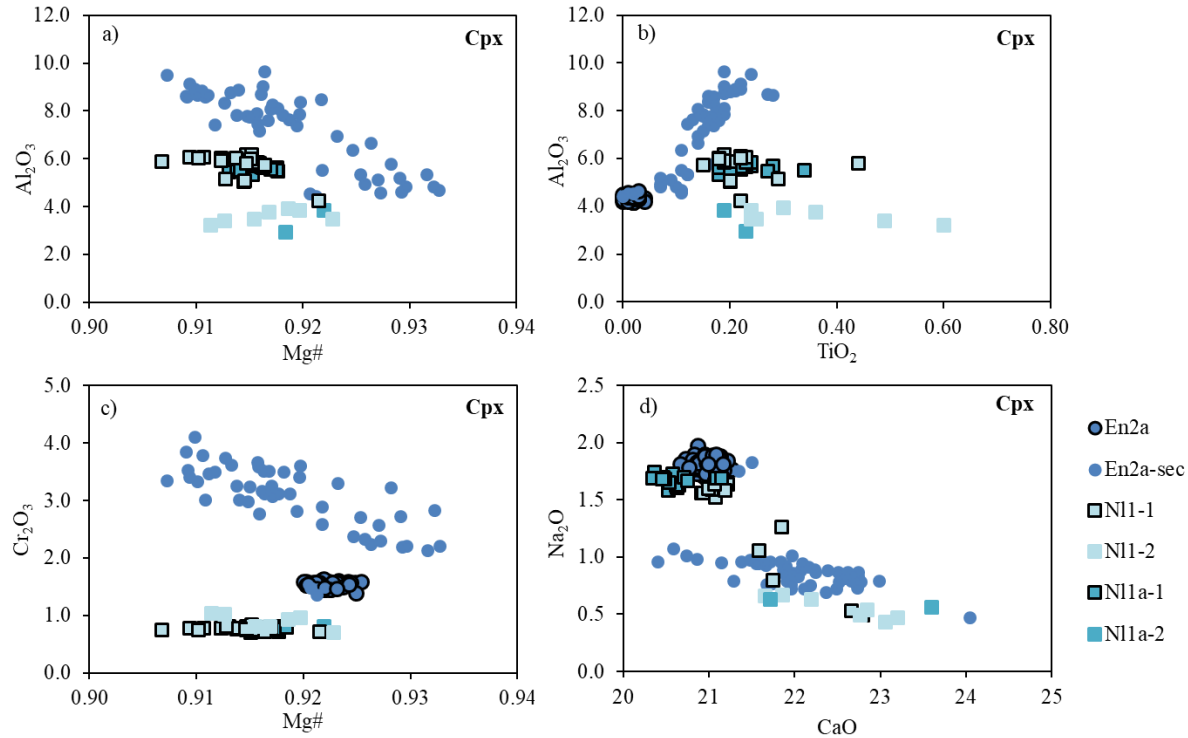 a)
Cpx
12.0
10.0
8.0
6.0
4.0
2.0
0.0
Al₂O₃
0.90
0.91
0.92
0.93
0.94
Mg#
b)
Cpx
12.0
10.0
8.0
6.0
4.0
2.0
0.0
Al₂O₃
0.00
0.20
0.40
0.60
0.80
TiO₂
c)
Cpx
5.0
4.0
3.0
2.0
1.0
0.0
Cr₂O₃
0.90
0.91
0.92
0.93
0.94
Mg#
d)
Cpx
2.5
2.0
1.5
1.0
0.5
0.0
Na₂O
20
21
22
23
24
25
CaO
En2a
En2a-sec
Nl1-1
Nl1-2
Nl1a-1
Nl1a-2